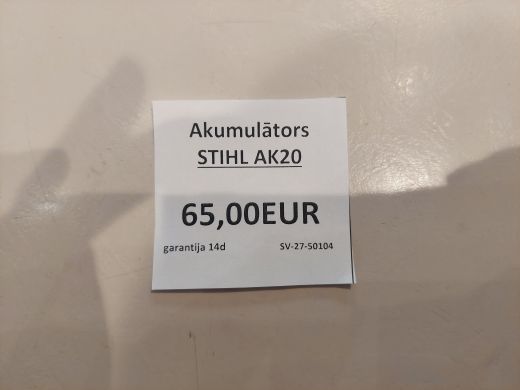 Akumulātors
STIHL AK20
65,00EUR
garantija 14d SV-27-50104